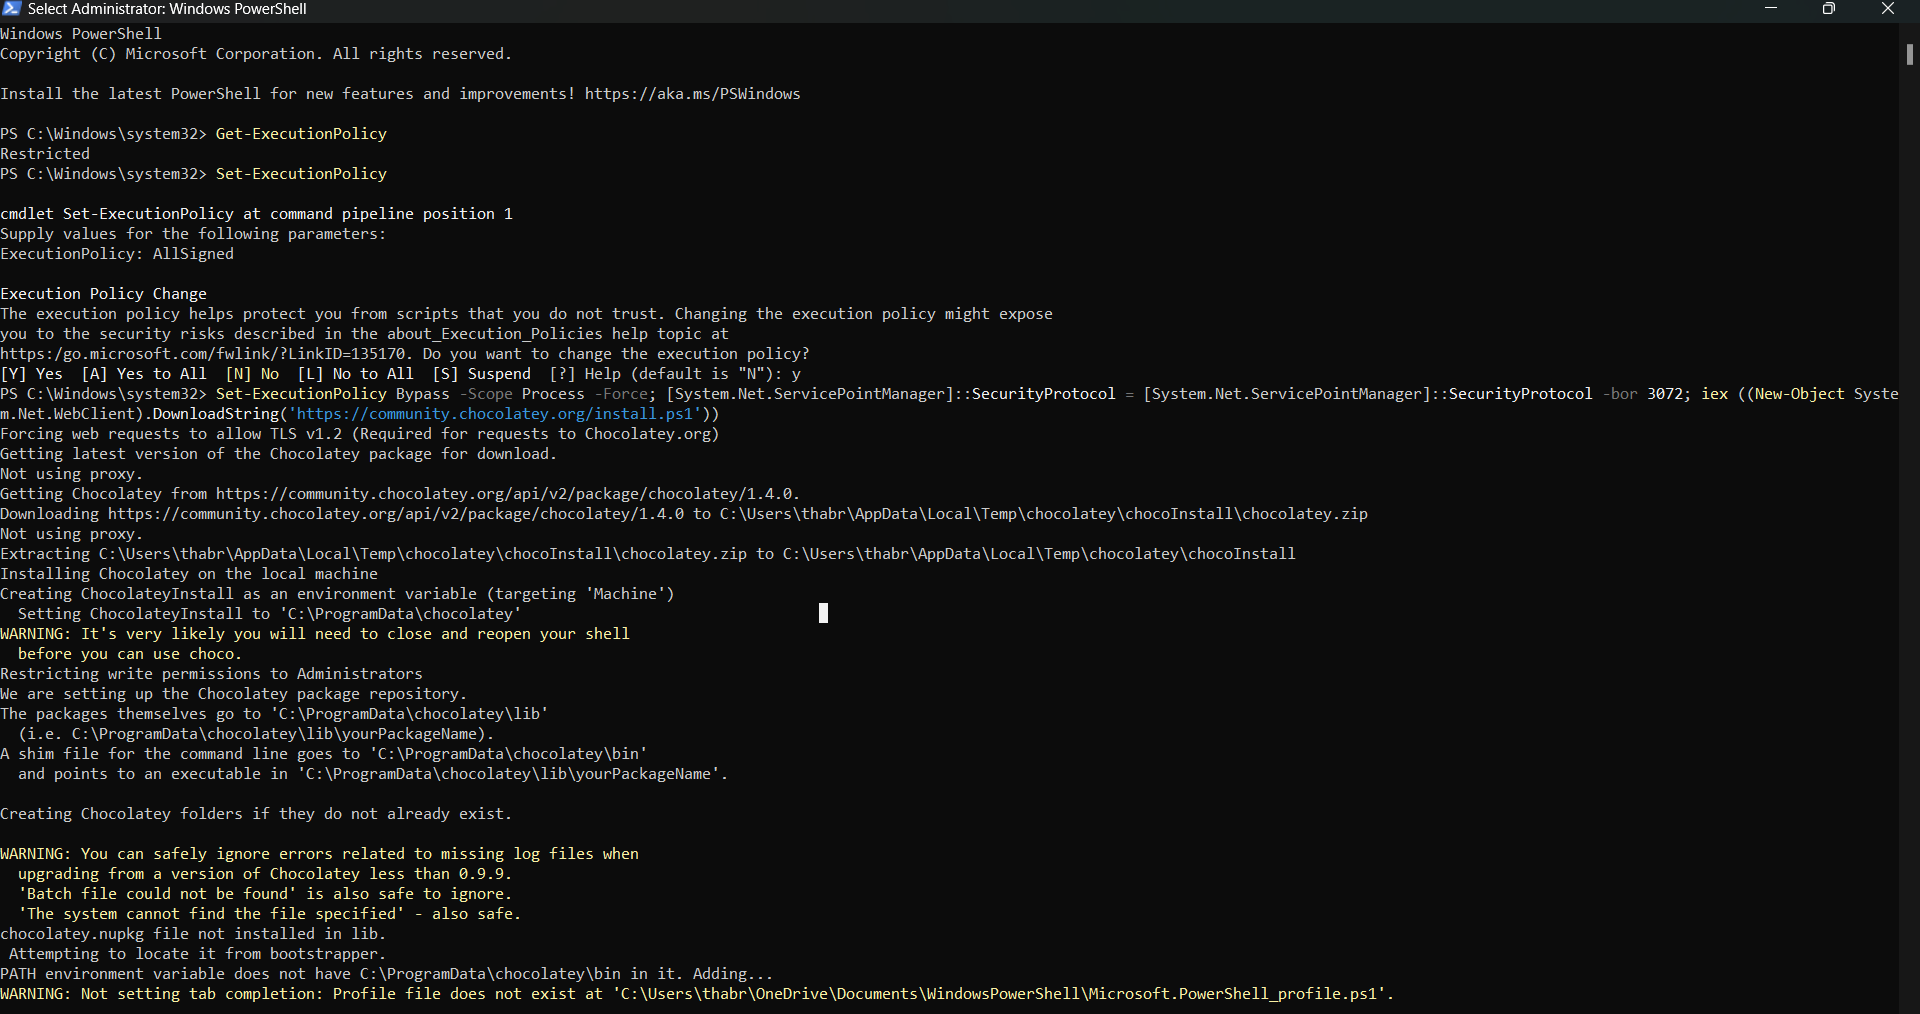 Select Administrator: Windows PowerShell
Windows PowerShell
Copyright (C) Microsoft Corporation. All rights reserved.
Install the latest PowerShell for new features and improvements! https://aka.ms/PSWindows
PS C:\Windows\system32> Get-ExecutionPolicy
Restricted
PS C:\Windows\system32> Set-ExecutionPolicy
cmdlet Set-ExecutionPolicy at command pipeline position 1
Supply values for the following parameters:
ExecutionPolicy: AllSigned
Execution Policy Change
The execution policy helps protect you from scripts that you do not trust. Changing the execution policy might expose
you to the security risks described in the about_Execution_Policies help topic at
https:/go.microsoft.com/fwlink/?LinkID=135170. Do you want to change the execution policy?
[Y] Yes  [A] Yes to All  [N] No  [L] No to All  [S] Suspend  [?] Help (default is "N"): y
PS C:\Windows\system32> Set-ExecutionPolicy Bypass -Scope Process -Force; [System.Net.ServicePointManager]::SecurityProtocol = [System.Net.ServicePointManager]::SecurityProtocol -bor 3072; iex ((New-Object Syste
m.Net.WebClient).DownloadString('https://community.chocolatey.org/install.ps1'))
Forcing web requests to allow TLS v1.2 (Required for requests to Chocolatey.org)
Getting latest version of the Chocolatey package for download.
Not using proxy.
Getting Chocolatey from https://community.chocolatey.org/api/v2/package/chocolatey/1.4.0.
Downloading https://community.chocolatey.org/api/v2/package/chocolatey/1.4.0 to C:\Users\thabr\AppData\Local\Temp\chocolatey\chocoInstall\chocolatey.zip
Not using proxy.
Extracting C:\Users\thabr\AppData\Local\Temp\chocolatey\chocoInstall\chocolatey.zip to C:\Users\thabr\AppData\Local\Temp\chocolatey\chocoInstall
Installing Chocolatey on the local machine
Creating ChocolateyInstall as an environment variable (targeting 'Machine')
  Setting ChocolateyInstall to 'C:\ProgramData\chocolatey'
WARNING: It's very likely you will need to close and reopen your shell
  before you can use choco.
Restricting write permissions to Administrators
We are setting up the Chocolatey package repository.
The packages themselves go to 'C:\ProgramData\chocolatey\lib'
  (i.e. C:\ProgramData\chocolatey\lib\yourPackageName).
A shim file for the command line goes to 'C:\ProgramData\chocolatey\bin'
  and points to an executable in 'C:\ProgramData\chocolatey\lib\yourPackageName'.
Creating Chocolatey folders if they do not already exist.
WARNING: You can safely ignore errors related to missing log files when
  upgrading from a version of Chocolatey less than 0.9.9.
  'Batch file could not be found' is also safe to ignore.
  'The system cannot find the file specified' - also safe.
chocolatey.nupkg file not installed in lib.
 Attempting to locate it from bootstrapper.
PATH environment variable does not have C:\ProgramData\chocolatey\bin in it. Adding...
WARNING: Not setting tab completion: Profile file does not exist at 'C:\Users\thabr\OneDrive\Documents\WindowsPowerShell\Microsoft.PowerShell_profile.ps1'.